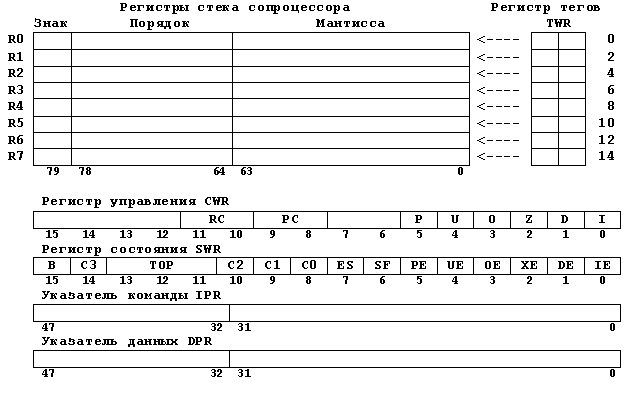 Регистры стека сопроцессора Регистр тегов
Знак Порядок Мантисса TWR
R0 <---- 0
R1 <---- 2
R2 <---- 4
R3 <---- 6
R4 <---- 8
R5 <---- 10
R6 <---- 12
R7 <---- 14
79 78 64 63 0
Регистр управления CWR
RC PC P U O Z D I
15 14 13 12 11 10 9 8 7 6 5 4 3 2 1 0
Регистр состояния SWR
B C3 TOP C2 C1 C0 ES SF PE UE OE XE DE IE
15 14 13 12 11 10 9 8 7 6 5 4 3 2 1 0
Указатель команды IPR
47 32 31 0
Указатель данных DPR
47 32 31 0